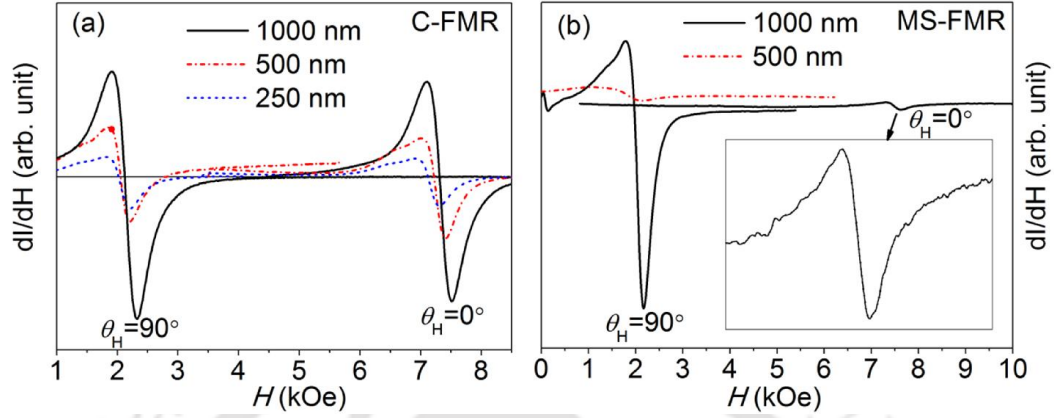 (a)
1000 nm
C-FMR
500 nm
250 nm
dI/dH (arb. unit)
θH=90°
θH=0°
1 2 3 4 5 6 7 8
H (kOe)
(b)
1000 nm
MS-FMR
500 nm
θH=0°
θH=90°
dI/dH (arb. unit)
0 1 2 3 4 5 6 7 8 9 10
H (kOe)